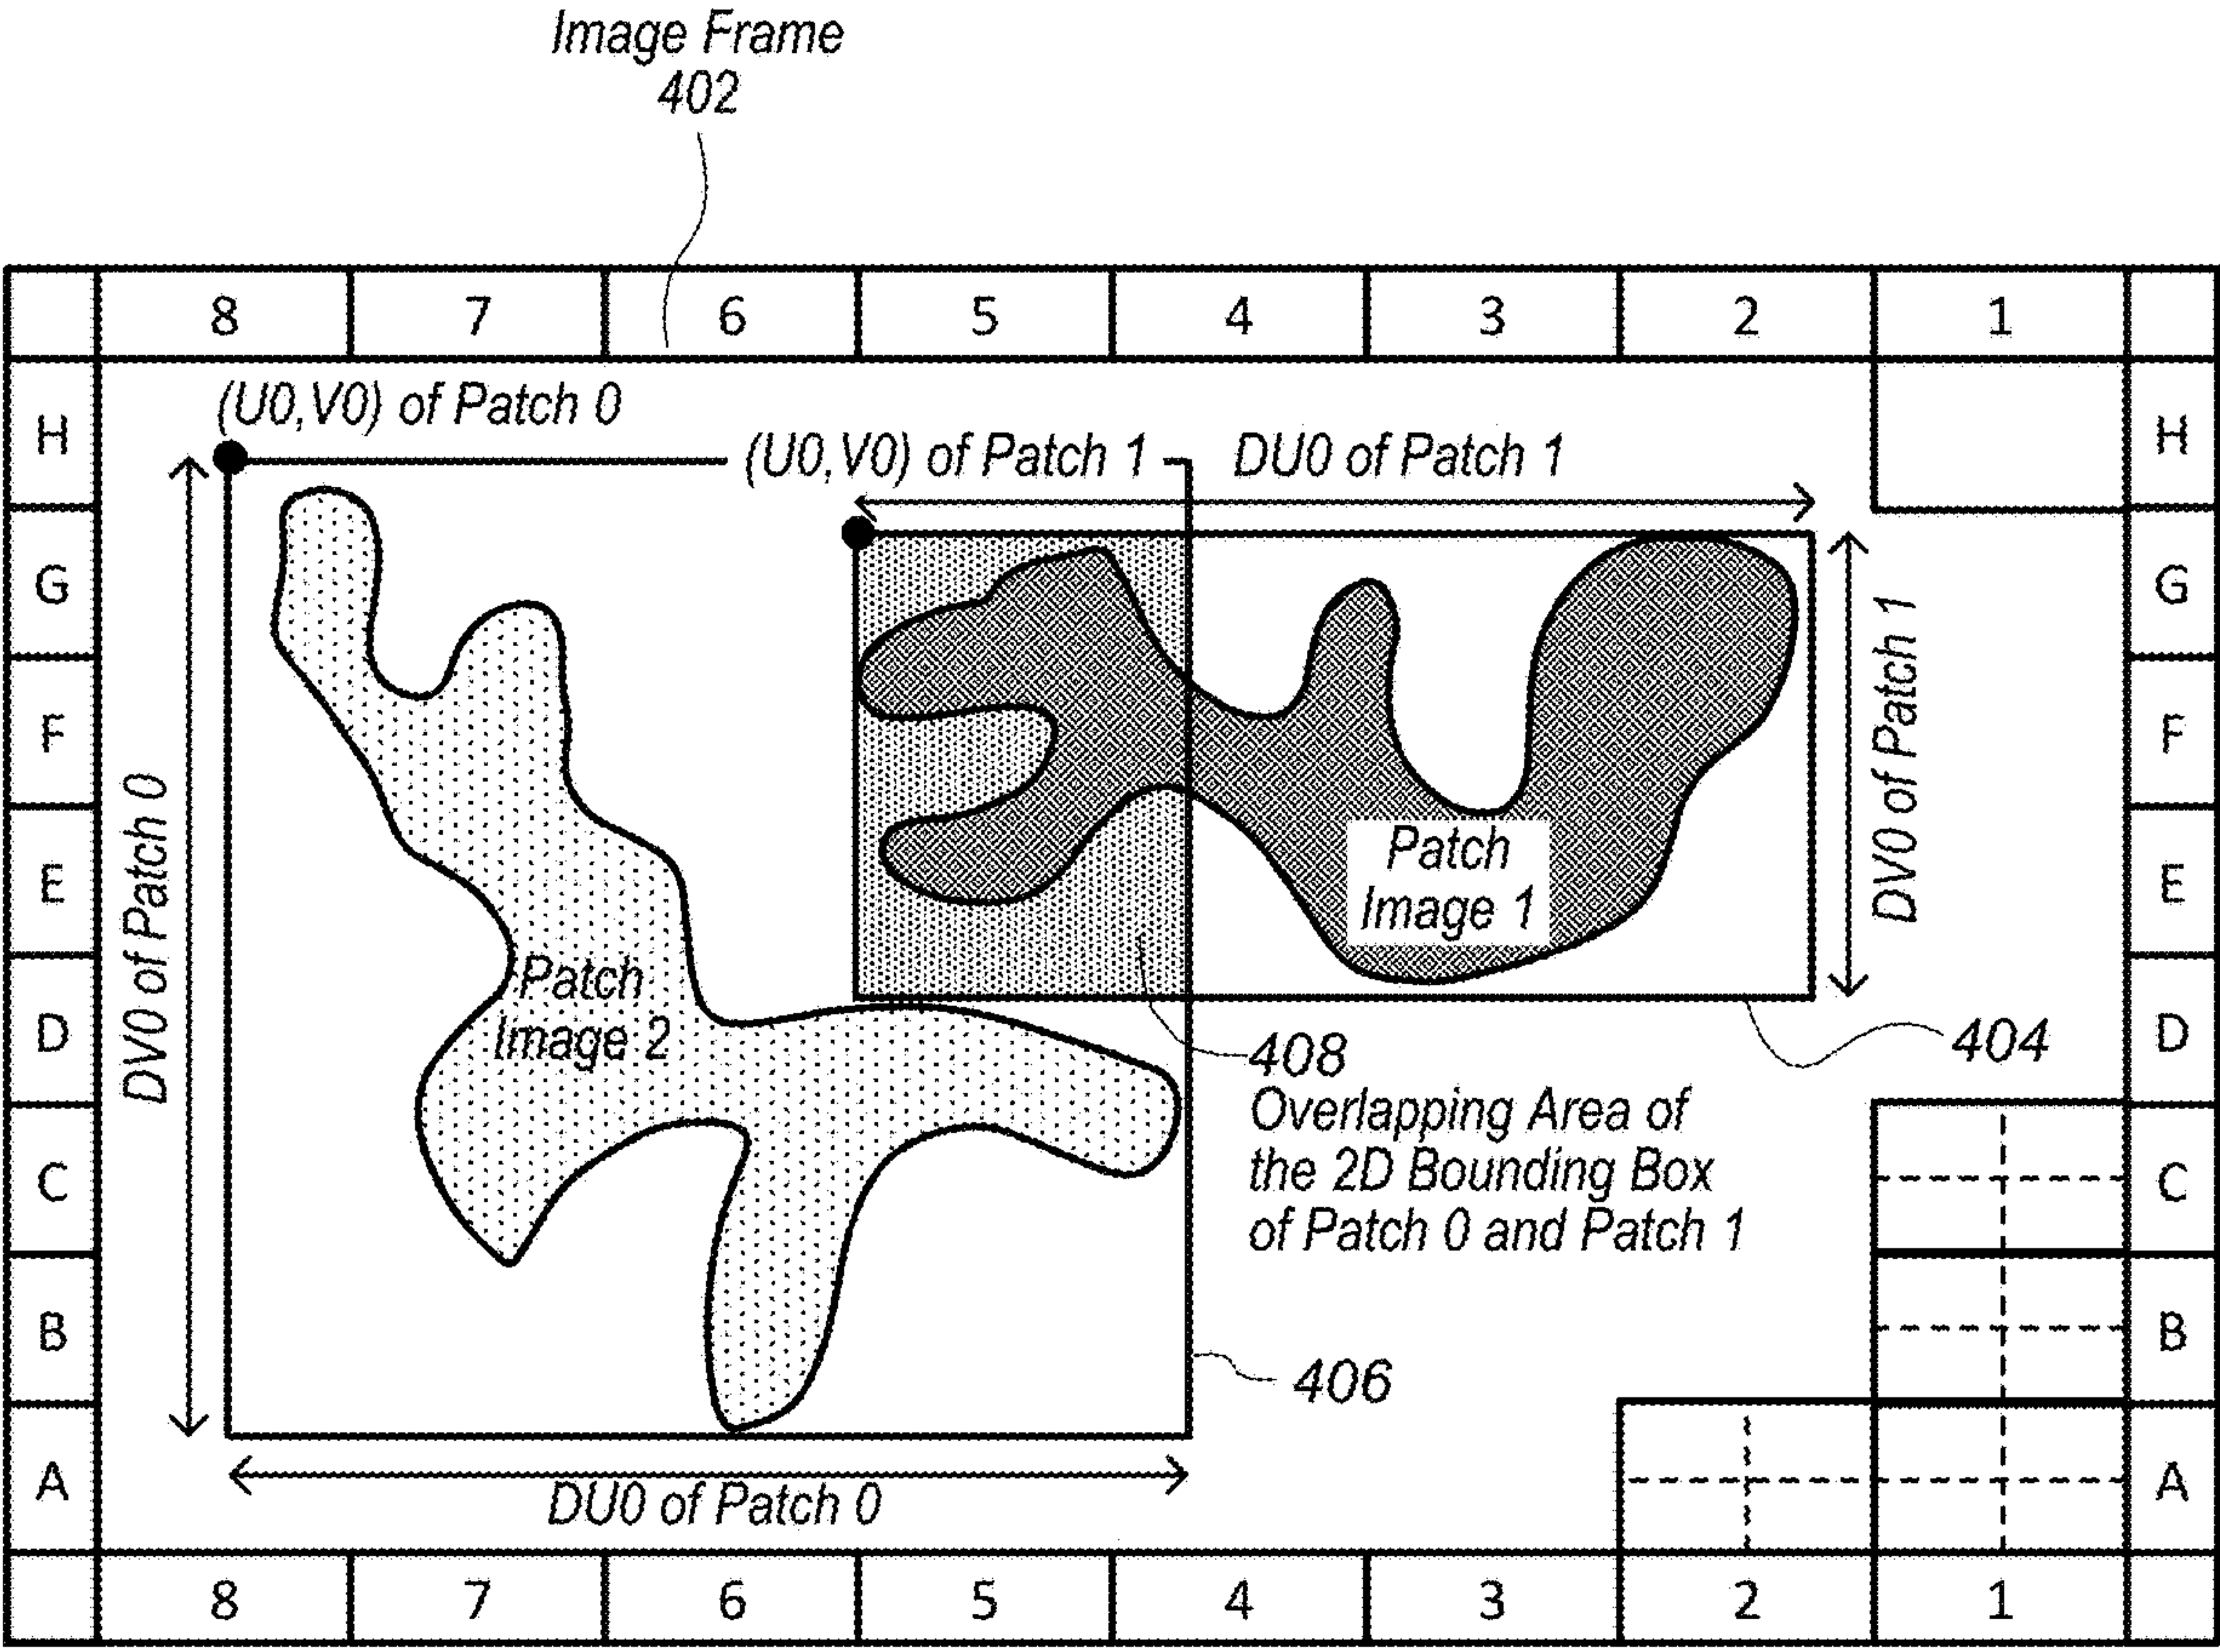 Image Frame
402
8 7 6 5 4 3 2 1
(U0,V0) of Patch 0
H H
(U0,V0) of Patch 1 DU0 of Patch 1
G G
DV0 of Patch 1
F F
DV0 of Patch 0
E E
Patch
Image 1
Patch
Image 2
D D
408
404
Overlapping Area of
the 2D Bounding Box
of Patch 0 and Patch 1
C C
B B
406
A A
DU0 of Patch 0
8 7 6 5 4 3 2 1